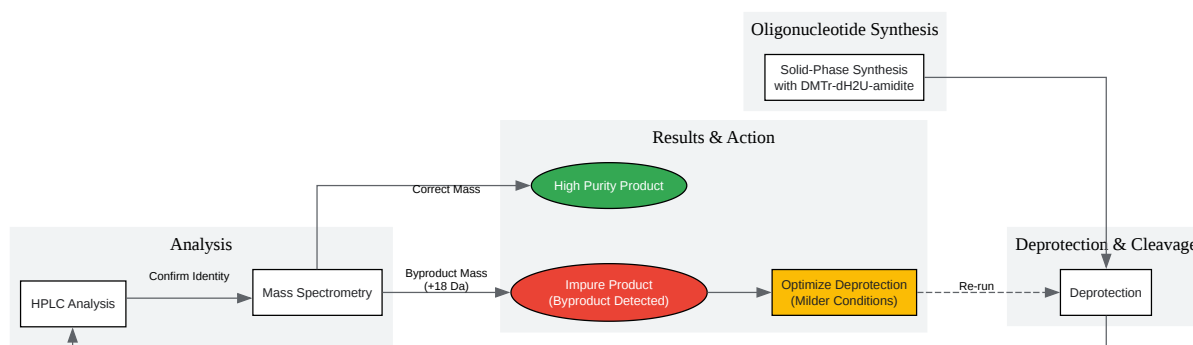 Oligonucleotide Synthesis
Solid-Phase Synthesis
with DMTr-dH2U-amidite
Results & Action
High Purity Product
Correct Mass
Analysis
Deprotection & Cleavage
Confirm Identity
Byproduct Mass
(+18 Da)
HPLC Analysis
Mass Spectrometry
Impure Product
(Byproduct Detected)
Optimize Deprotection
(Milder Conditions)
Re-run
Deprotection